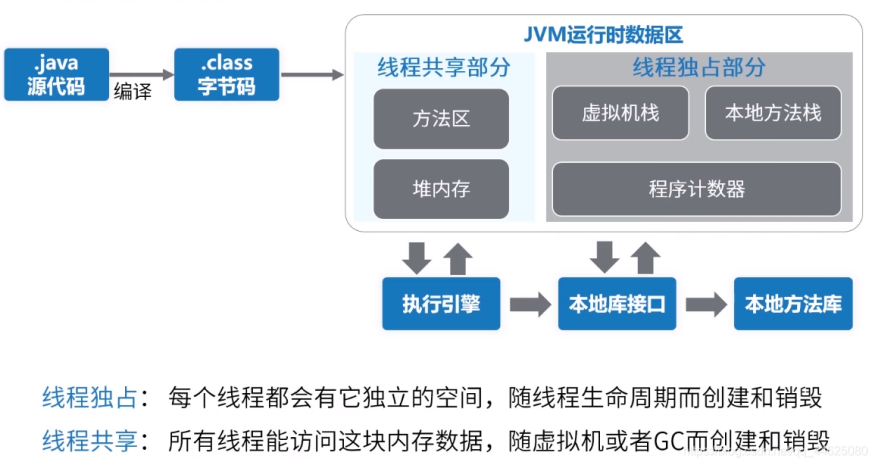 JVM运行时数据区
.java
源代码
编译
.class
字节码
线程共享部分
方法区
堆内存
线程独占部分
虚拟机栈
本地方法栈
程序计数器
执行引擎
本地库接口
本地方法库
线程独占： 每个线程都会有它独立的空间，随线程生命周期而创建和销毁
线程共享： 所有线程能访问这块内存数据，随虚拟机或者GC而创建和销毁